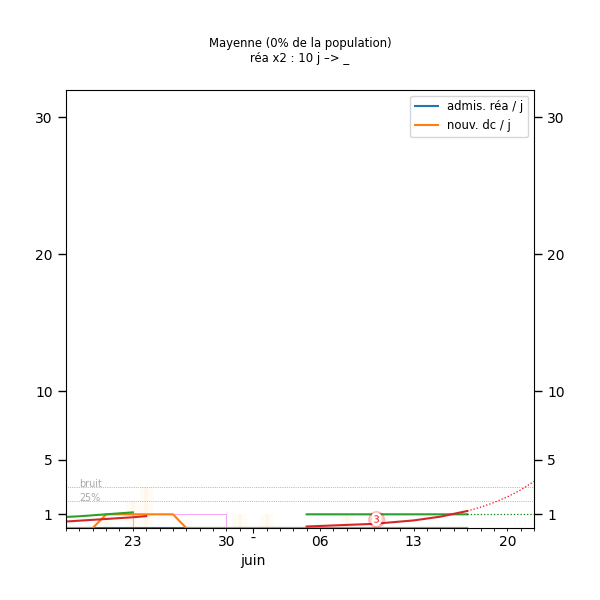 Mayenne (0% de la population)
réa x2 : 10 j –> _
admis. réa / j
nouv. dc / j
30 30
20 20
10 10
5 5
bruit
25%
1 3 1
23 30 - 06 13 20
juin